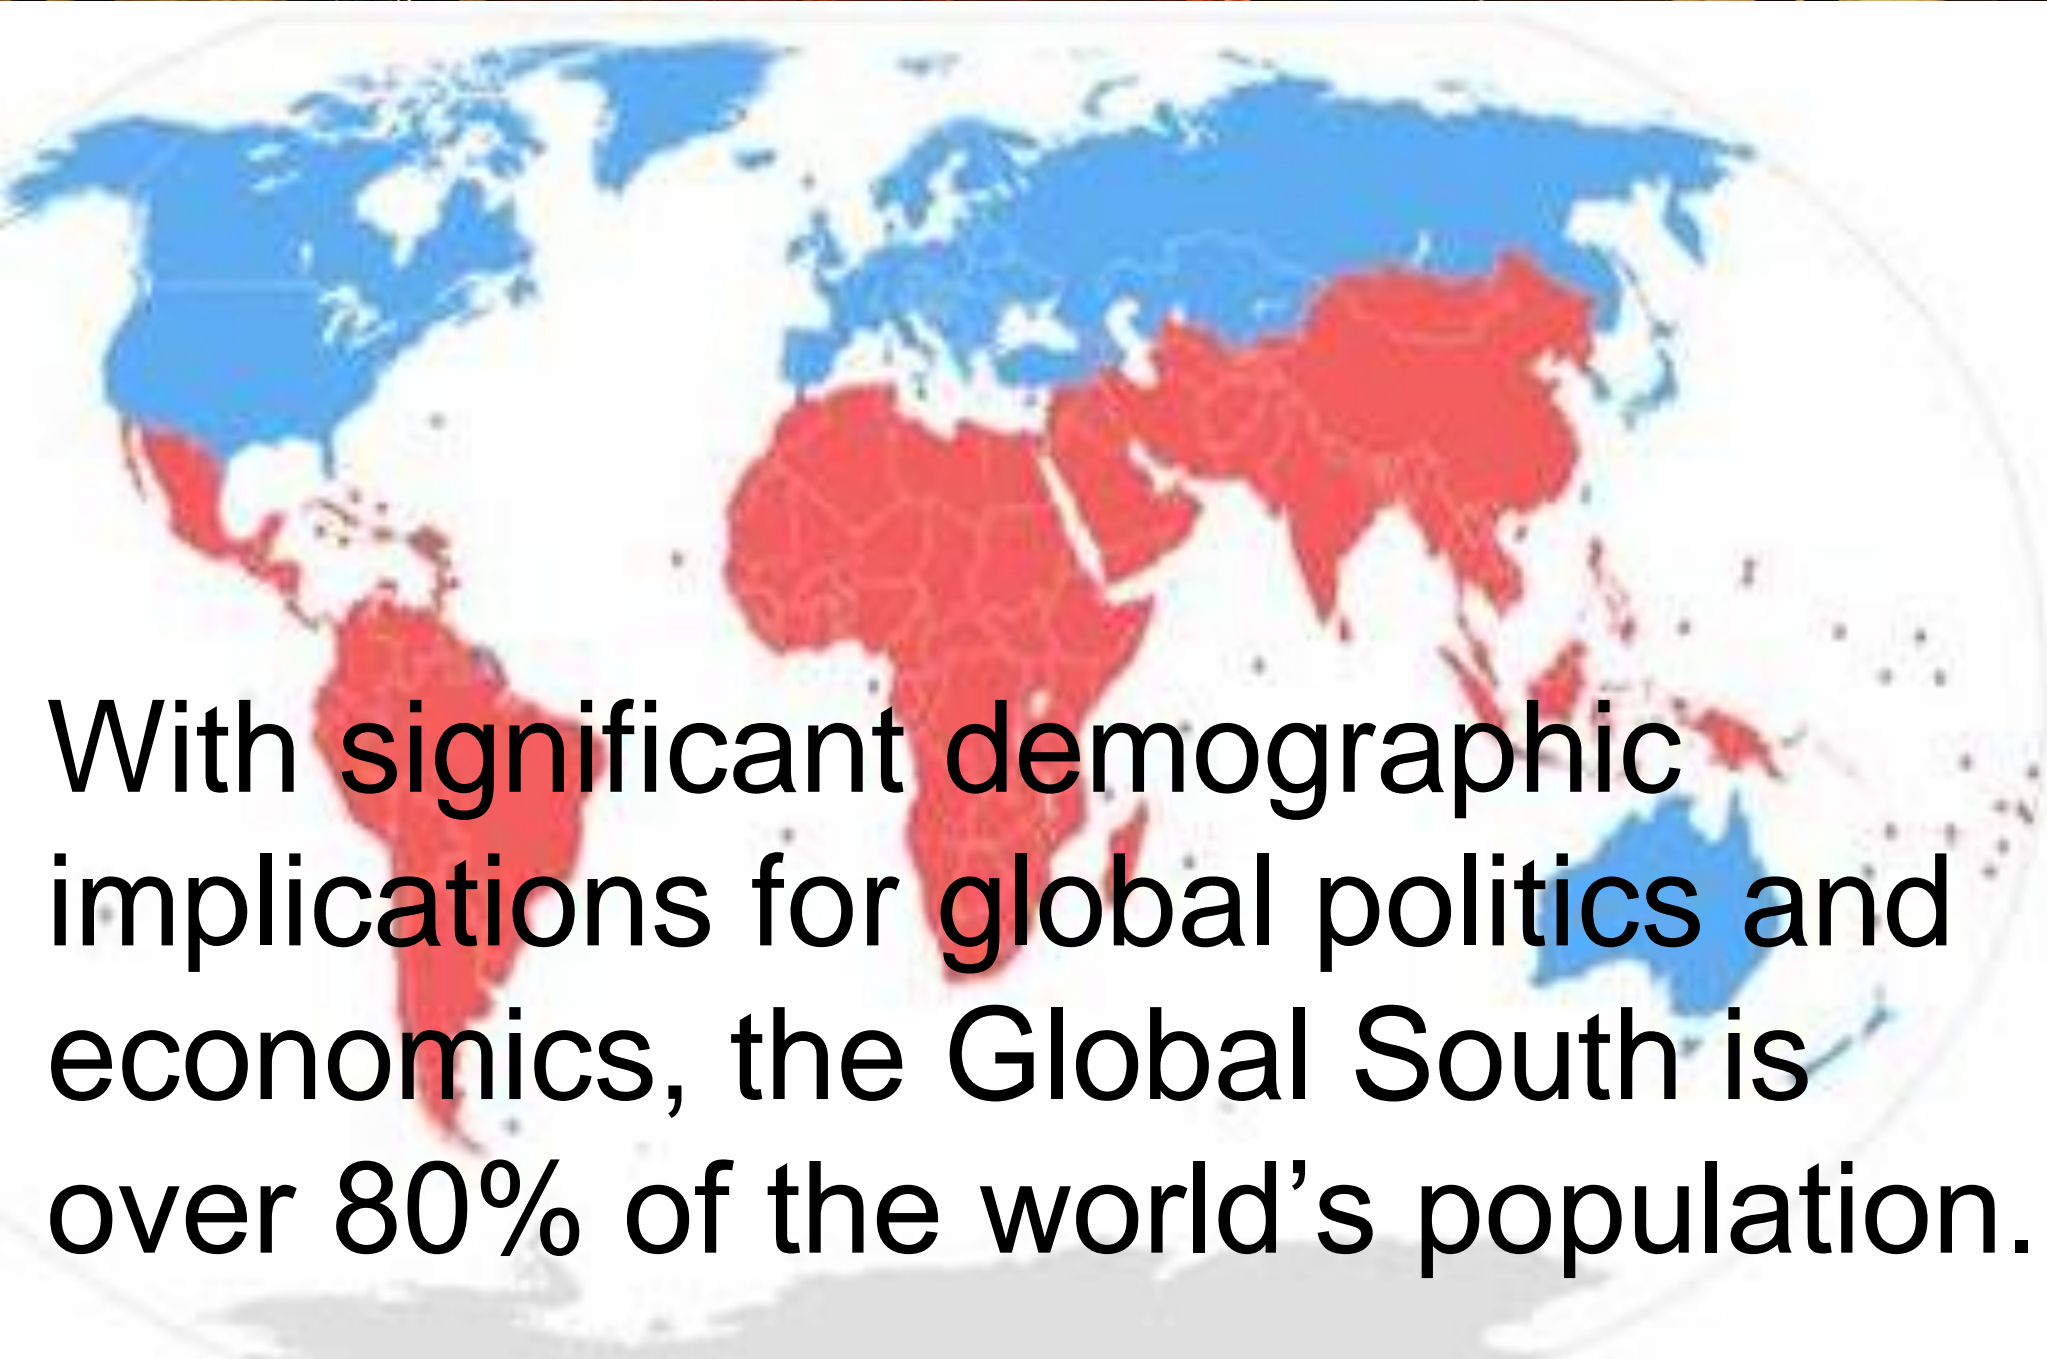 With significant demographic
implications for global politics and
economics, the Global South is
over 80% of the world’s population.